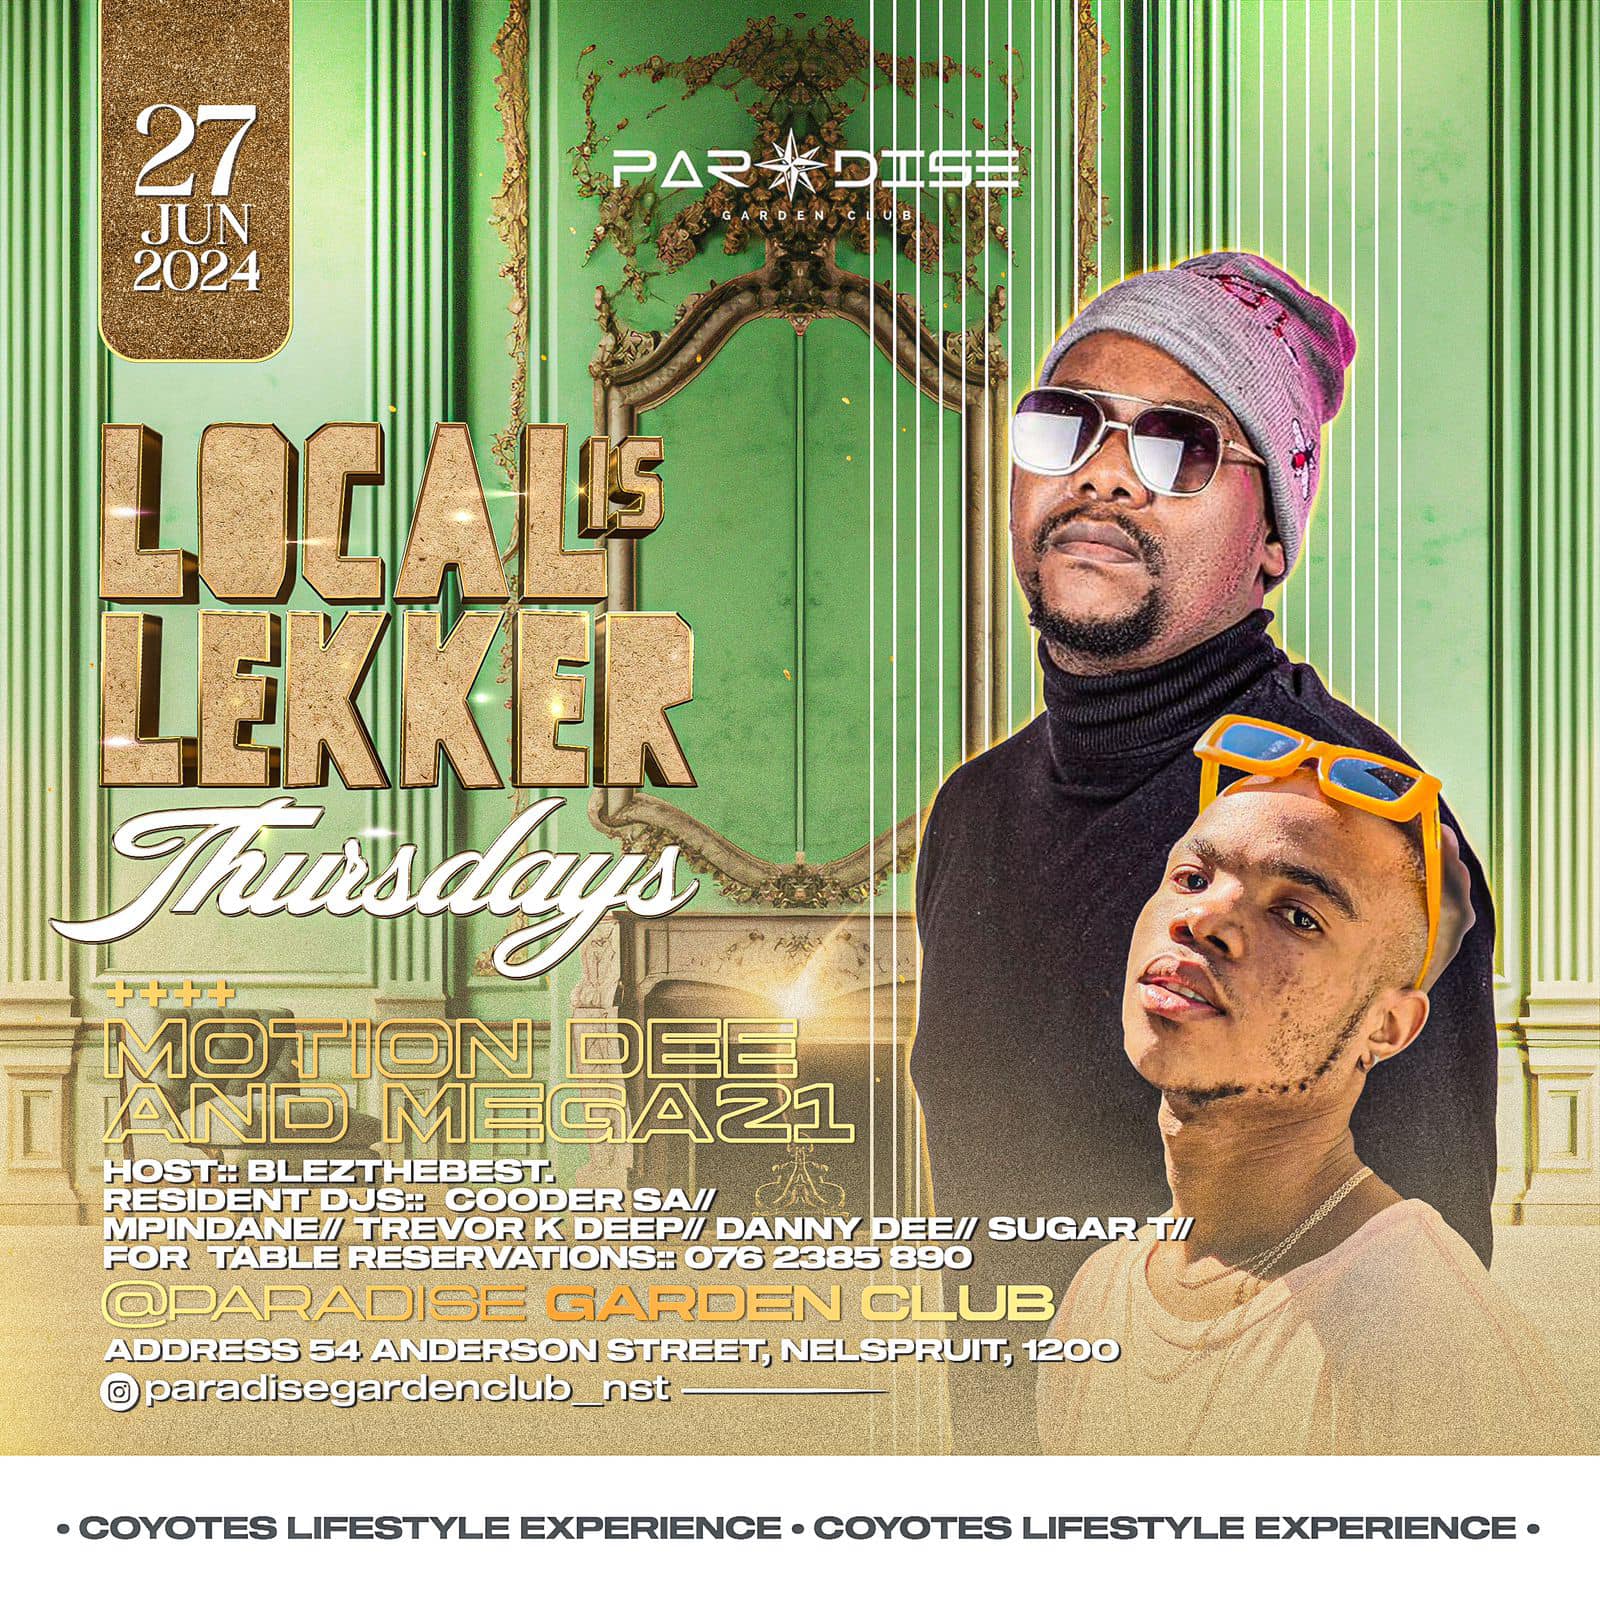 27
JUN
2024
PARADISE
GARDEN CLUB
LOCAL IS
LEKKER
Thursdays
++++
MOTION DEE
AND MEGA21
HOST:: BLEZTHEBEST.
RESIDENT DJS:: COODER SA//
MPINDANE// TREVOR K DEEP// DANNY DEE// SUGAR T//
FOR TABLE RESERVATIONS:: 076 2385 890
@PARADISE GARDEN CLUB
ADDRESS 54 ANDERSON STREET, NELSPRUIT, 1200
paradisegardenclub_nst
• COYOTES LIFESTYLE EXPERIENCE • COYOTES LIFESTYLE EXPERIENCE •